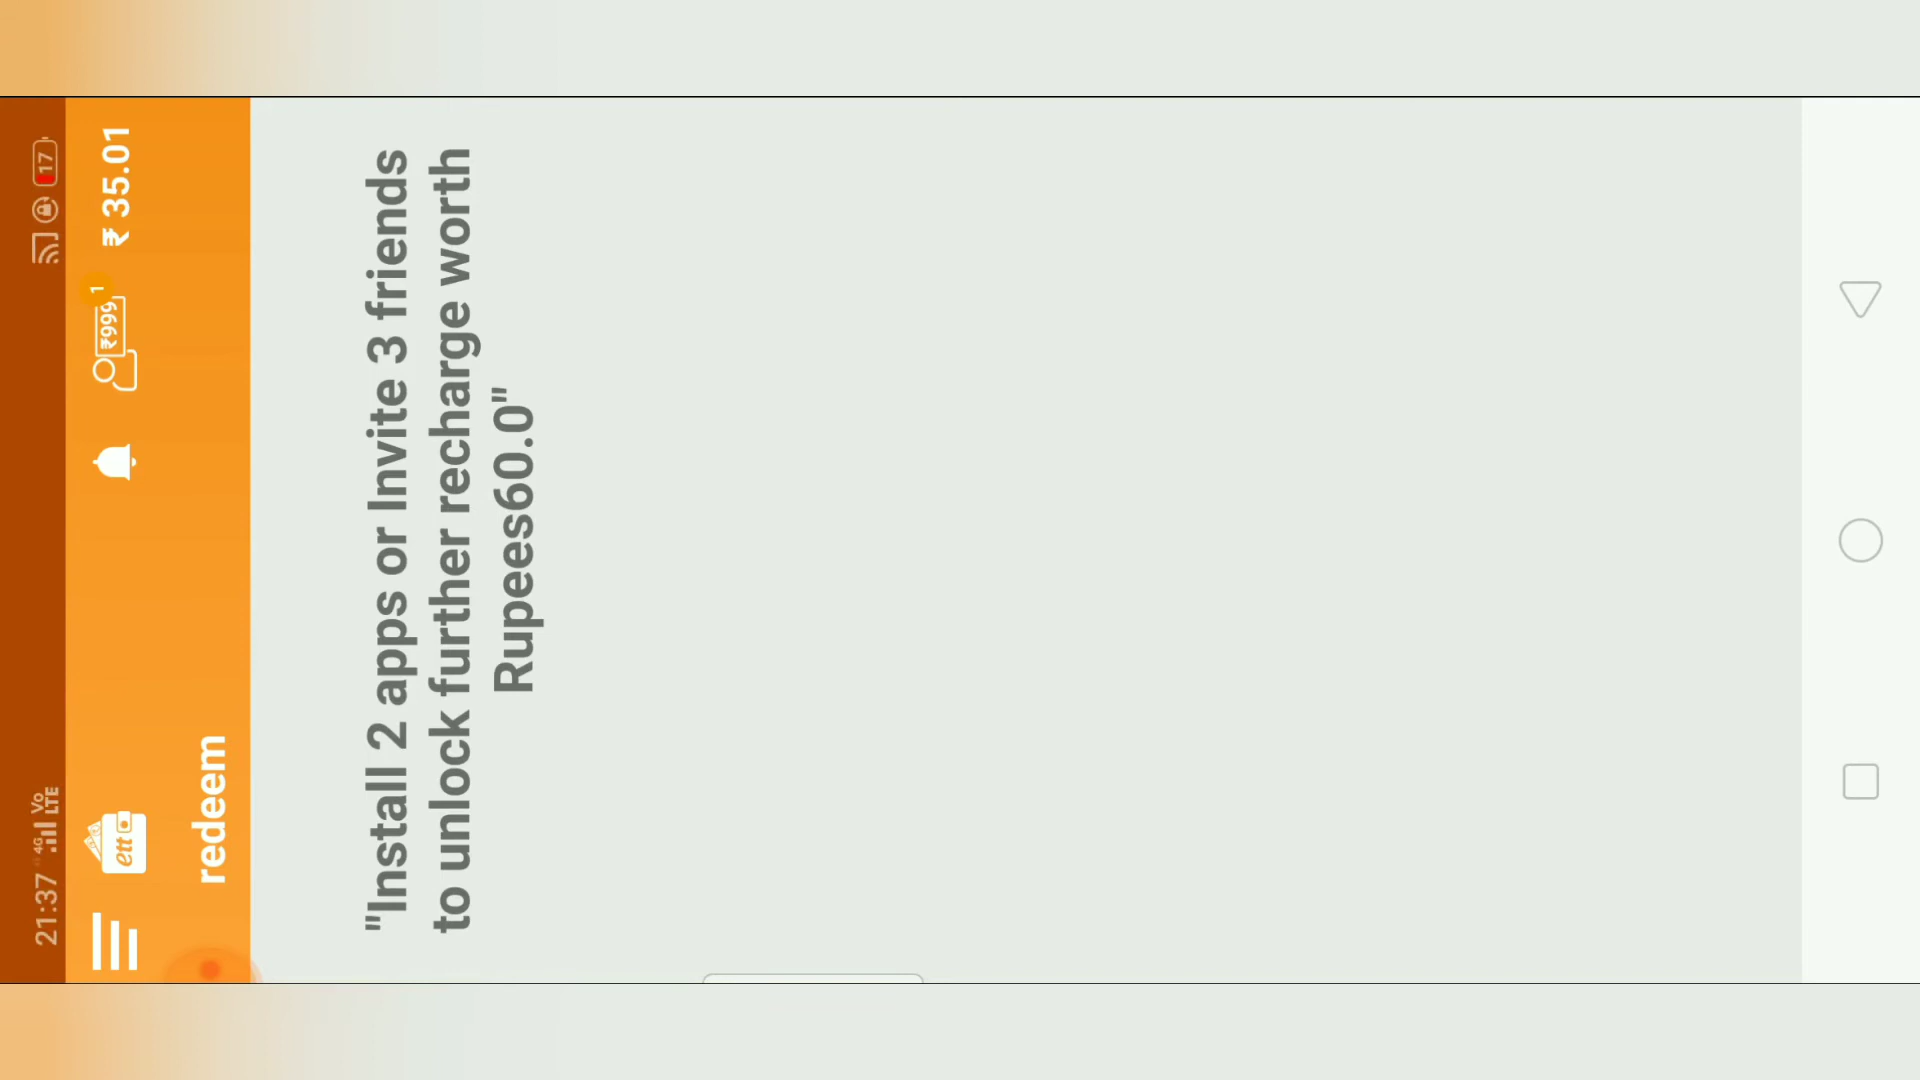 21:37 4G Vo LTE 17
ett ₹999 1 ₹ 35.01
redeem
"Install 2 apps or Invite 3 friends
to unlock further recharge worth
Rupees60.0"